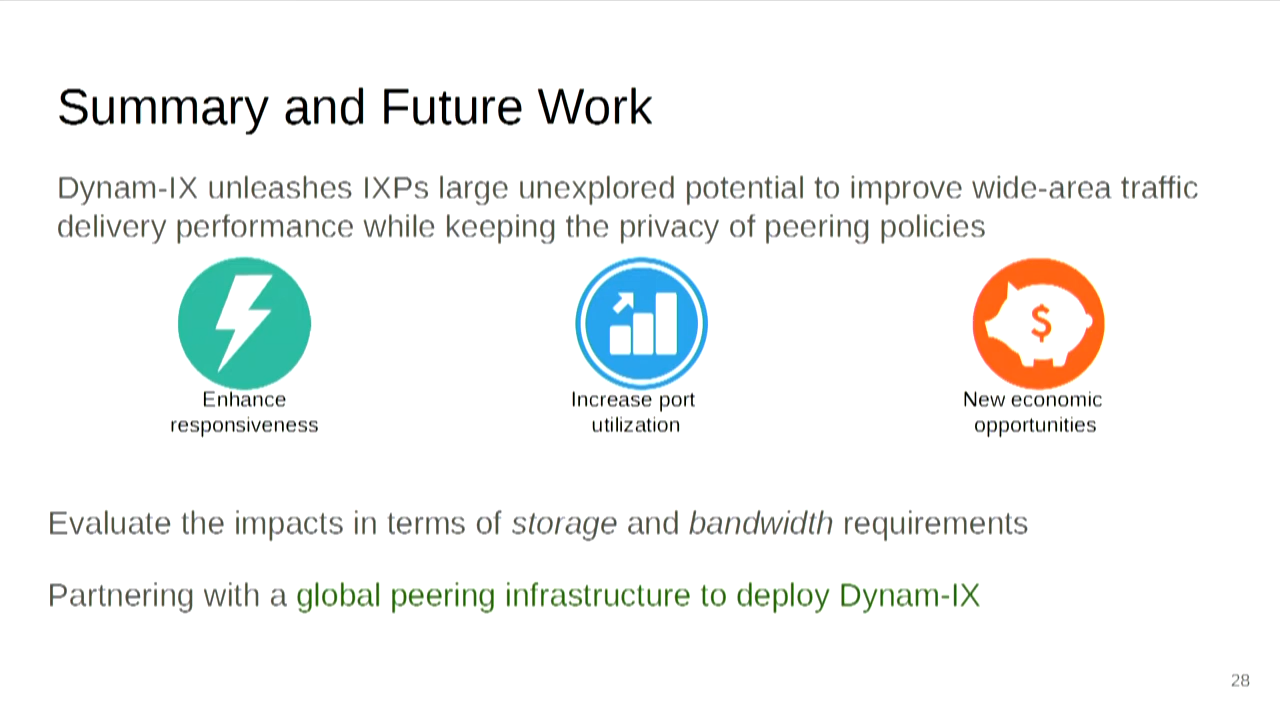 Summary and Future Work
Dynam-IX unleashes IXPs large unexplored potential to improve wide-area traffic
delivery performance while keeping the privacy of peering policies
$
Enhance
responsiveness
Increase port
utilization
New economic
opportunities
Evaluate the impacts in terms of storage and bandwidth requirements
Partnering with a global peering infrastructure to deploy Dynam-IX
28